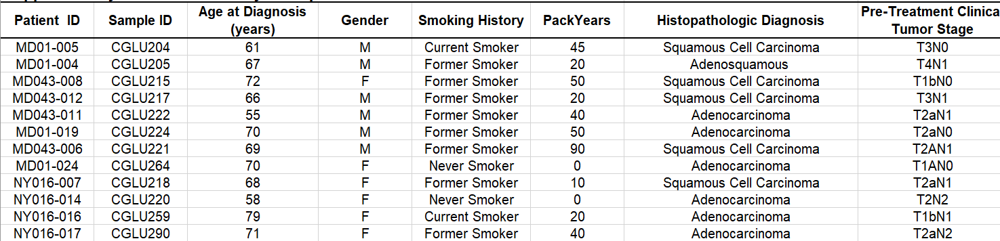 Patient ID Sample ID Age at Diagnosis (years) Gender Smoking History PackYears Histopathologic Diagnosis Pre-Treatment Clinica Tumor Stage
MD01-005 CGLU204 61 M Current Smoker 45 Squamous Cell Carcinoma T3N0
MD01-004 CGLU205 67 M Former Smoker 20 Adenosquamous T4N1
MD043-008 CGLU215 72 F Former Smoker 50 Squamous Cell Carcinoma T1bN0
MD043-012 CGLU217 66 M Former Smoker 20 Squamous Cell Carcinoma T3N1
MD043-011 CGLU222 55 M Former Smoker 40 Adenocarcinoma T2aN1
MD01-019 CGLU224 70 M Former Smoker 50 Adenocarcinoma T2aN0
MD043-006 CGLU221 69 M Former Smoker 90 Squamous Cell Carcinoma T2AN1
MD01-024 CGLU264 70 F Never Smoker 0 Adenocarcinoma T1AN0
NY016-007 CGLU218 68 F Former Smoker 10 Squamous Cell Carcinoma T2aN1
NY016-014 CGLU220 58 F Never Smoker 0 Adenocarcinoma T2N2
NY016-016 CGLU259 79 F Current Smoker 20 Adenocarcinoma T1bN1
NY016-017 CGLU290 71 F Former Smoker 40 Adenocarcinoma T2aN2